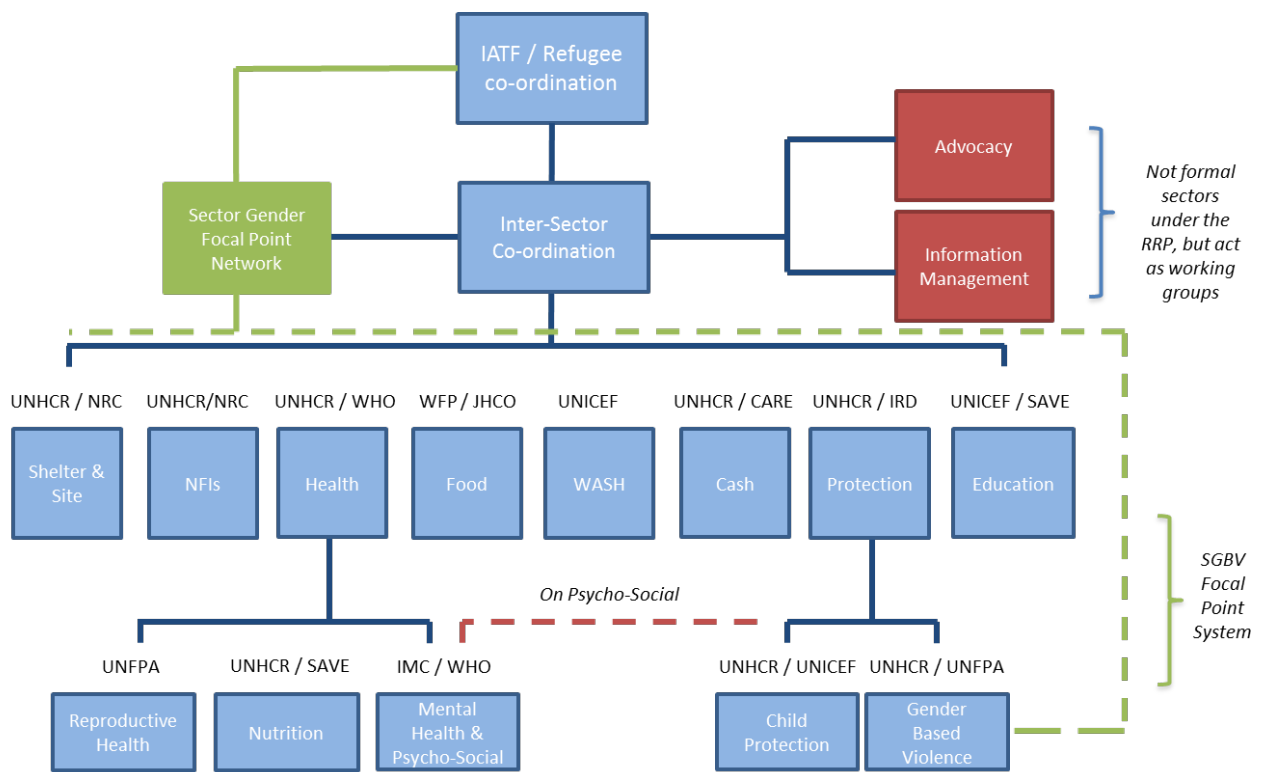 IATF / Refugee
co-ordination
Advocacy
Not formal
sectors
under the
RRP, but act
as working
groups
Sector Gender
Focal Point
Network
Inter-Sector
Co-ordination
Information
Management
UNHCR / NRC
UNHCR/NRC
UNHCR / WHO
WFP / JHCO
UNICEF
UNHCR / CARE
UNHCR / IRD
UNICEF / SAVE
Shelter &
Site
NFIs
Health
Food
WASH
Cash
Protection
Education
SGBV
Focal
Point
System
On Psycho-Social
UNFPA
UNHCR / SAVE
IMC / WHO
UNHCR / UNICEF
UNHCR / UNFPA
Reproductive
Health
Nutrition
Mental
Health &
Psycho-Social
Child
Protection
Gender
Based
Violence